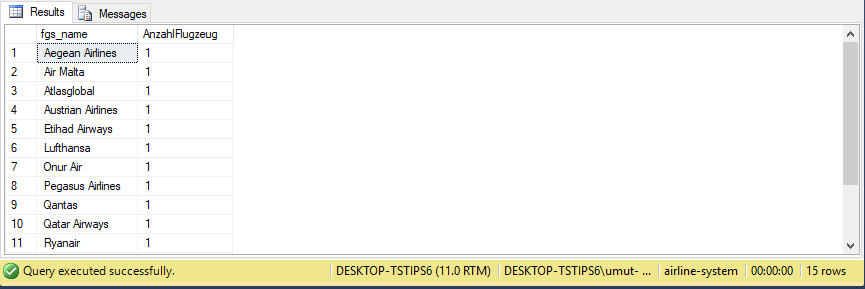 Results Messages
fgs_name AnzahlFlugzeug
1 Aegean Airlines 1
2 Air Malta 1
3 Atlasglobal 1
4 Austrian Airlines 1
5 Etihad Airways 1
6 Lufthansa 1
7 Onur Air 1
8 Pegasus Airlines 1
9 Qantas 1
10 Qatar Airways 1
11 Ryanair 1
Query executed successfully. DESKTOP-TSTIPS6 (11.0 RTM) DESKTOP-TSTIPS6\umut- ... airline-system 00:00:00 15 rows